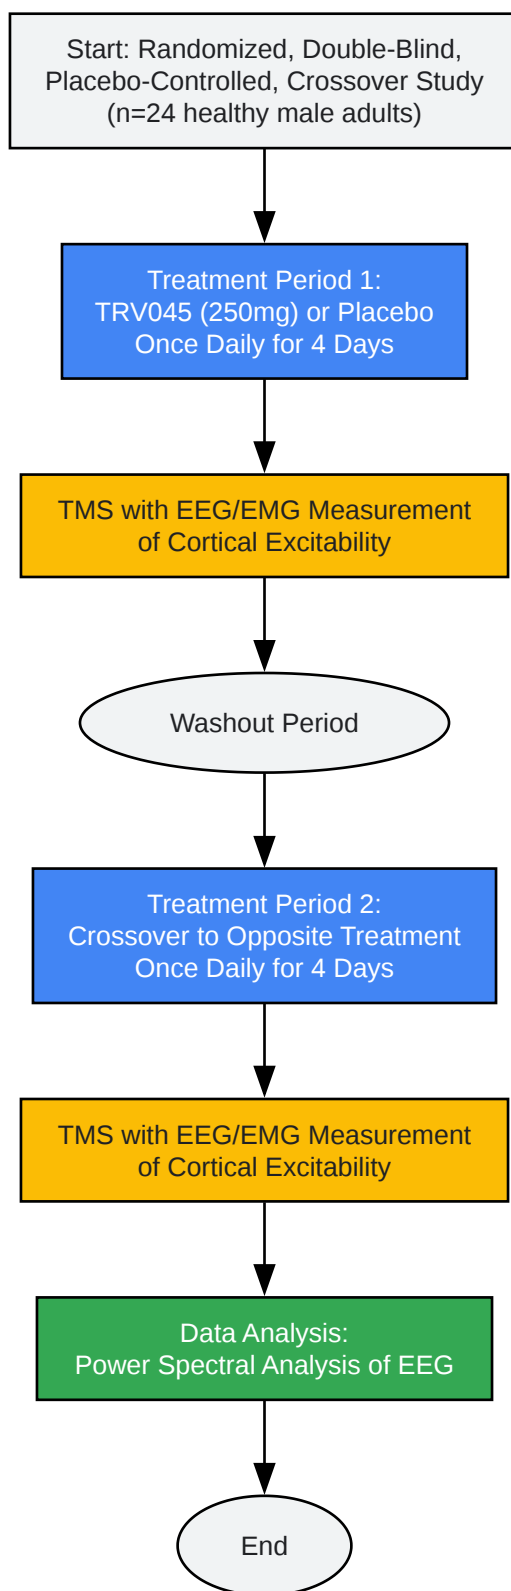 Start: Randomized, Double-Blind,
Placebo-Controlled, Crossover Study
(n=24 healthy male adults)
Treatment Period 1:
TRV045 (250mg) or Placebo
Once Daily for 4 Days
TMS with EEG/EMG Measurement
of Cortical Excitability
Washout Period
Treatment Period 2:
Crossover to Opposite Treatment
Once Daily for 4 Days
TMS with EEG/EMG Measurement
of Cortical Excitability
Data Analysis:
Power Spectral Analysis of EEG
End